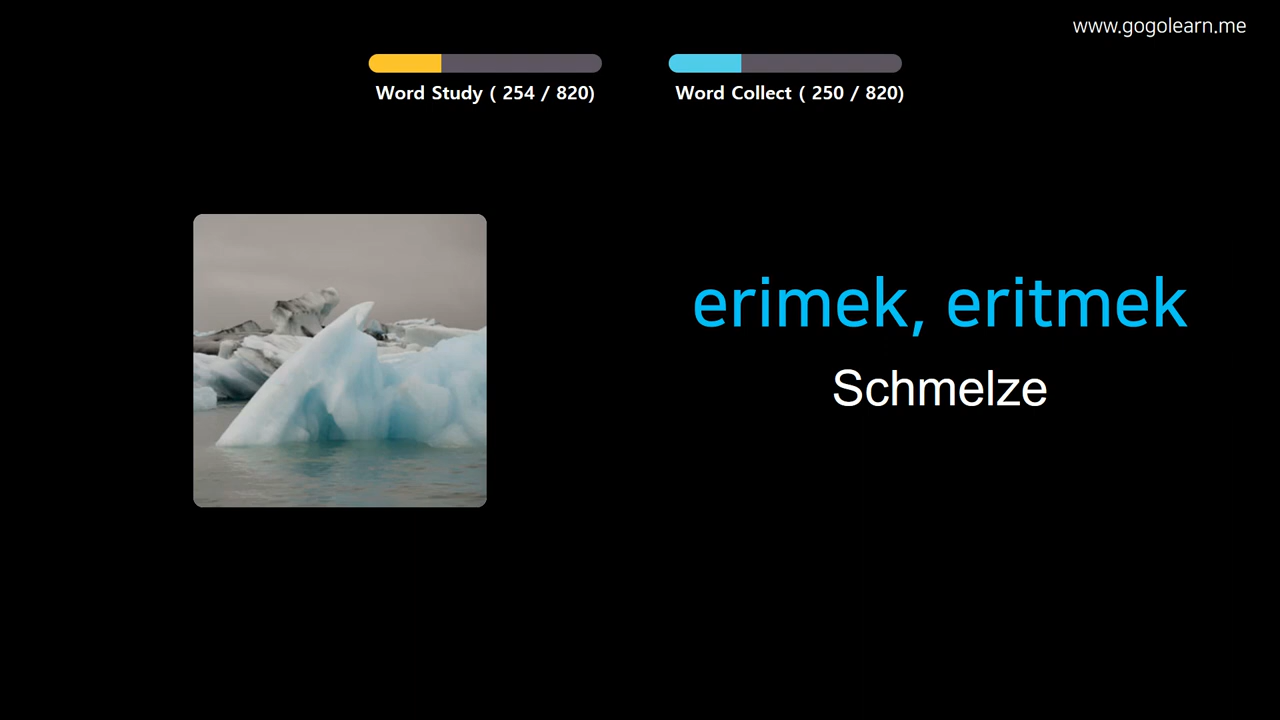 www.gogolearn.me
Word Study ( 254 / 820)
Word Collect ( 250 / 820)
erimek, eritmek
Schmelze